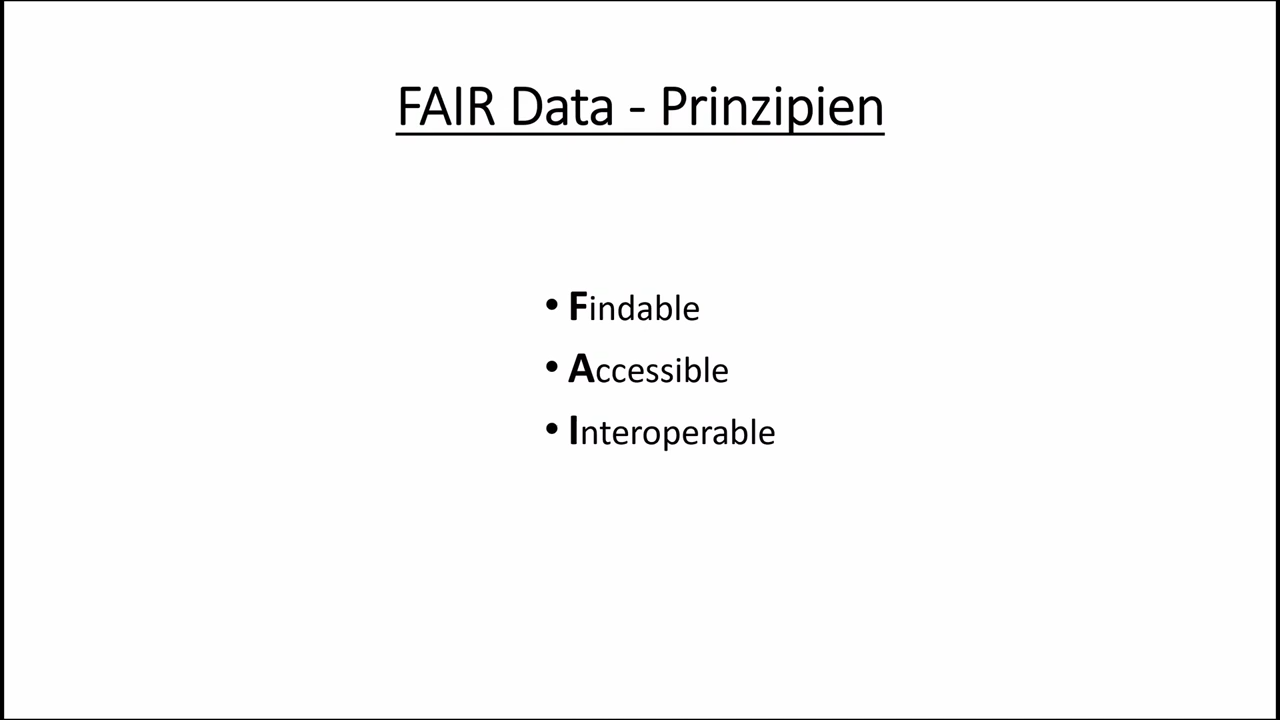 FAIR Data - Prinzipien
• Findable
• Accessible
• Interoperable